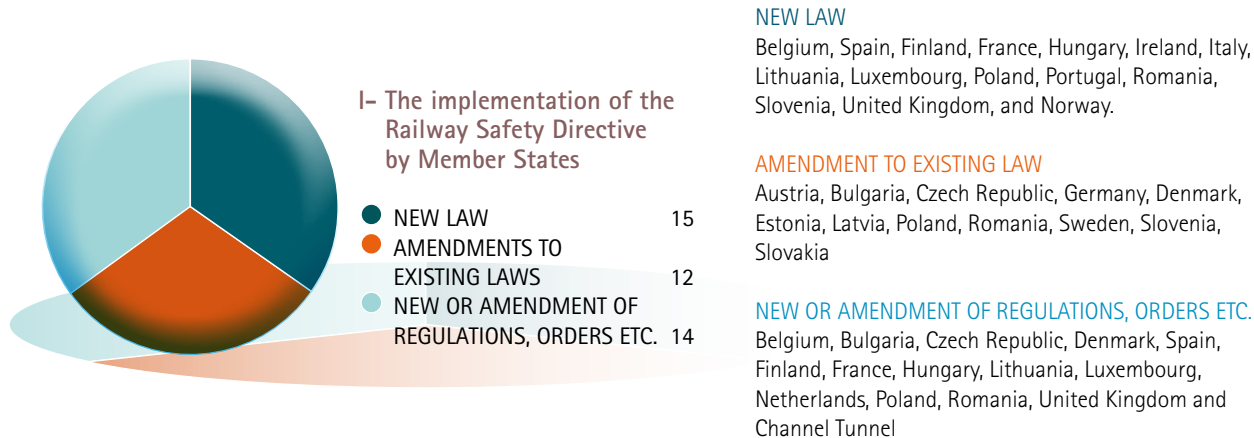 I- The implementation of the
Railway Safety Directive
by Member States
NEW LAW 15
AMENDMENTS TO
EXISTING LAWS 12
NEW OR AMENDMENT OF
REGULATIONS, ORDERS ETC. 14
NEW LAW
Belgium, Spain, Finland, France, Hungary, Ireland, Italy,
Lithuania, Luxembourg, Poland, Portugal, Romania,
Slovenia, United Kingdom, and Norway.
AMENDMENT TO EXISTING LAW
Austria, Bulgaria, Czech Republic, Germany, Denmark,
Estonia, Latvia, Poland, Romania, Sweden, Slovenia,
Slovakia
NEW OR AMENDMENT OF REGULATIONS, ORDERS ETC.
Belgium, Bulgaria, Czech Republic, Denmark, Spain,
Finland, France, Hungary, Lithuania, Luxembourg,
Netherlands, Poland, Romania, United Kingdom and
Channel Tunnel